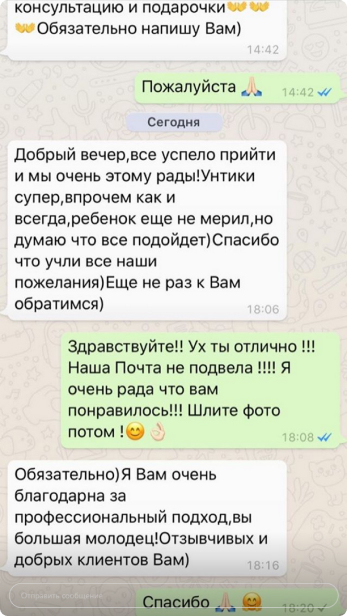 консультацию и подарочки👐👐
👐Обязательно напишу Вам)
14:42
Пожалуйста 🙏🏻
14:42
Сегодня
Добрый вечер,все успело прийти
и мы очень этому рады!Унтики
супер,впрочем как и
всегда,ребенок еще не мерил,но
думаю что все подойдет)Спасибо
что учли все наши
пожелания)Еще не раз к Вам
обратимся)
18:06
Здравствуйте!! Ух ты отлично !!!
Наша Почта не подвела !!!! Я
очень рада что вам
понравилось!!! Шлите фото
потом !😊👌🏻
18:08
Обязательно)Я Вам очень
благодарна за
профессиональный подход,вы
большая молодец!Отзывчивых и
добрых клиентов Вам)
18:16
Отправить сообщение
Спасибо 🙏🏻 🤗
18:20